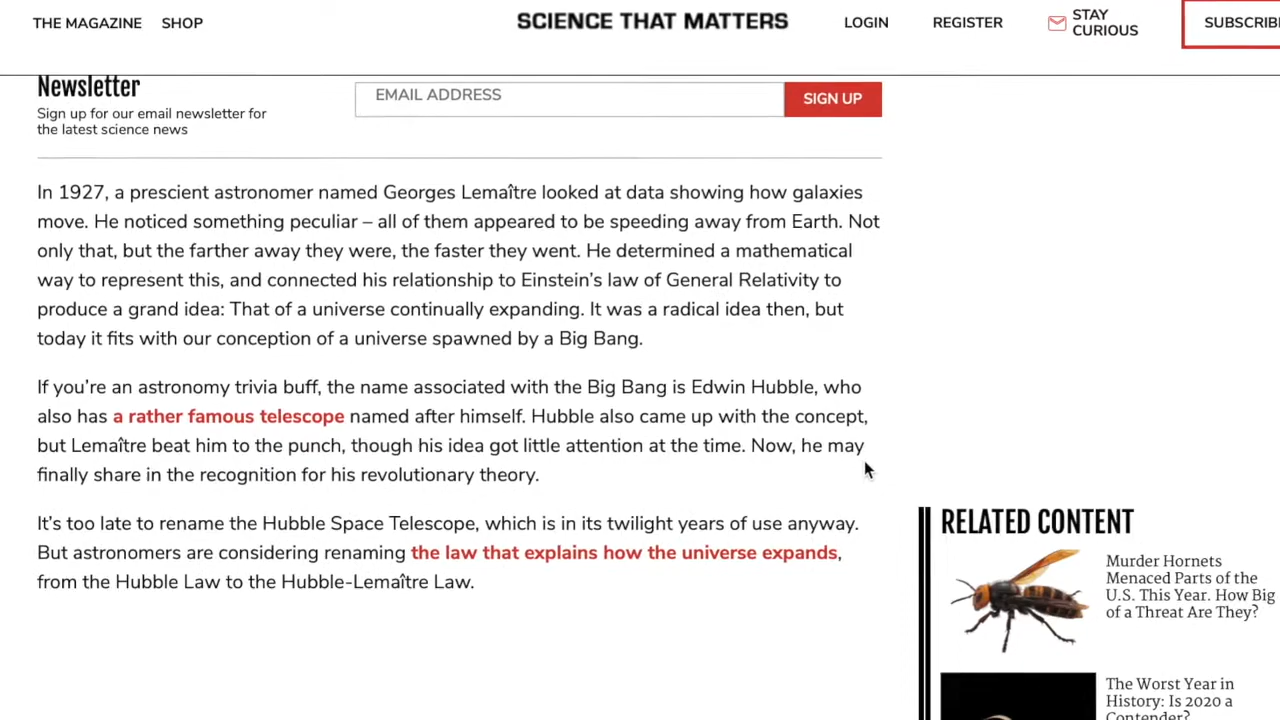 THE MAGAZINE SHOP
SCIENCE THAT MATTERS
LOGIN REGISTER
STAY
CURIOUS
SUBSCRIB
Newsletter
Sign up for our email newsletter for
the latest science news
EMAIL ADDRESS
SIGN UP
In 1927, a prescient astronomer named Georges Lemaître looked at data showing how galaxies
move. He noticed something peculiar – all of them appeared to be speeding away from Earth. Not
only that, but the farther away they were, the faster they went. He determined a mathematical
way to represent this, and connected his relationship to Einstein’s law of General Relativity to
produce a grand idea: That of a universe continually expanding. It was a radical idea then, but
today it fits with our conception of a universe spawned by a Big Bang.
If you’re an astronomy trivia buff, the name associated with the Big Bang is Edwin Hubble, who
also has a rather famous telescope named after himself. Hubble also came up with the concept,
but Lemaître beat him to the punch, though his idea got little attention at the time. Now, he may
finally share in the recognition for his revolutionary theory.
It’s too late to rename the Hubble Space Telescope, which is in its twilight years of use anyway.
But astronomers are considering renaming the law that explains how the universe expands,
from the Hubble Law to the Hubble-Lemaître Law.
RELATED CONTENT
Murder Hornets
Menaced Parts of the
U.S. This Year. How Big
of a Threat Are They?
The Worst Year in
History: Is 2020 a
Contender?